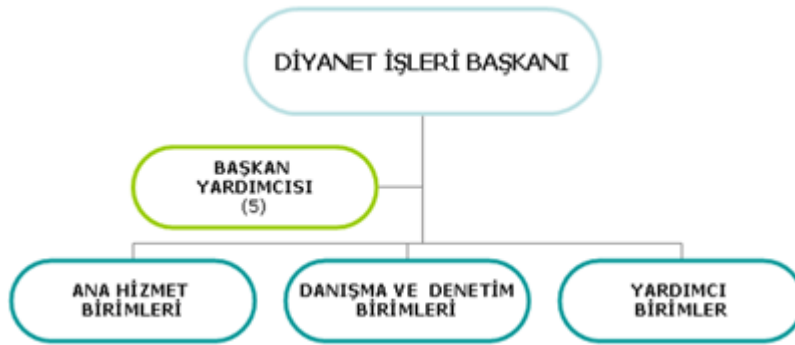 DİYANET İŞLERİ BAŞKANI
BAŞKAN
YARDIMCISI
(5)
ANA HİZMET
BİRİMLERİ
DANIŞMA VE DENETİM
BİRİMLERİ
YARDIMCI
BİRİMLER